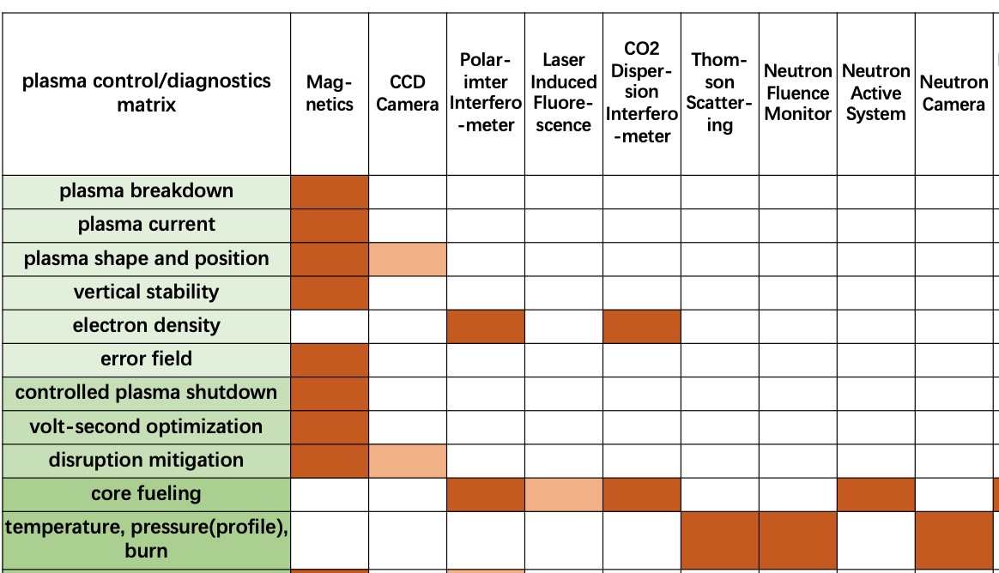 plasma control/diagnostics
matrix
Mag-
netics
CCD
Camera
Polar-
imter
Interfero
-meter
Laser
Induced
Fluore-
scence
CO2
Disper-
sion
Interfero
-meter
Thom-
son
Scatter-
ing
Neutron
Fluence
Monitor
Neutron
Active
System
Neutron
Camera
plasma breakdown
plasma current
plasma shape and position
vertical stability
electron density
error field
controlled plasma shutdown
volt-second optimization
disruption mitigation
core fueling
temperature, pressure(profile),
burn